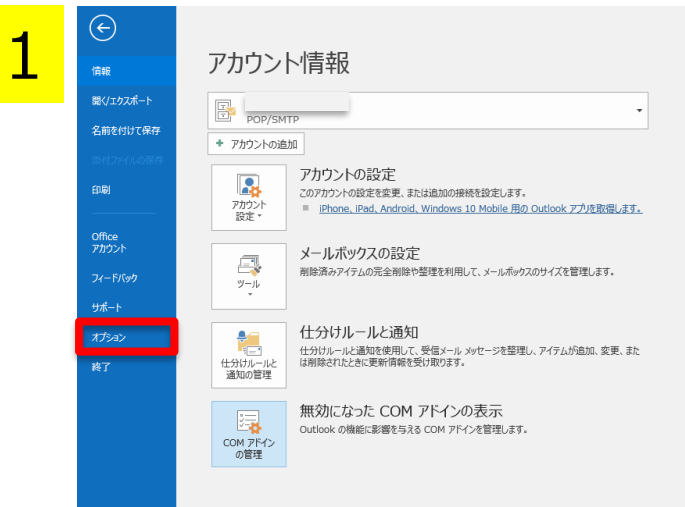 1
情報
開く/エクスポート
名前を付けて保存
添付ファイルの保存
印刷
Office
アカウント
フィードバック
サポート
オプション
終了
アカウント情報
POP/SMTP
アカウントの追加
アカウント
設定
アカウントの設定
このアカウントの設定を変更、または追加の接続を設定します。
iPhone、iPad、Android、Windows 10 Mobile 用の Outlook アプリを取得します。
ツール
メールボックスの設定
削除済みアイテムの完全削除や整理を利用して、メールボックスのサイズを管理します。
仕分けルールと
通知の管理
仕分けルールと通知
仕分けルールと通知を使用して、受信メール メッセージを整理し、アイテムが追加、変更、また
は削除されたときに更新情報を受け取ります。
COM アドイン
の管理
無効になった COM アドインの表示
Outlook の機能に影響を与える COM アドインを管理します。